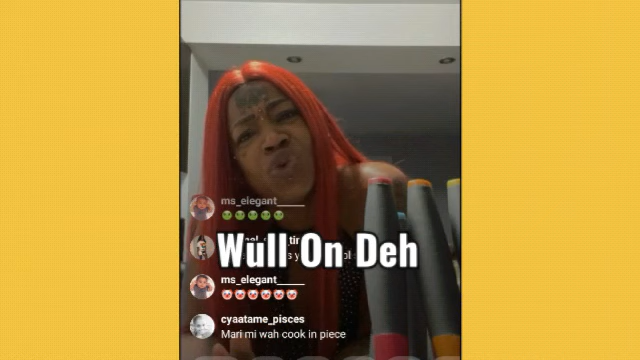 ms_elegant_____
Wull On Deh
ms_elegant_____
cyaatame_pisces
Mari mi wah cook in piece